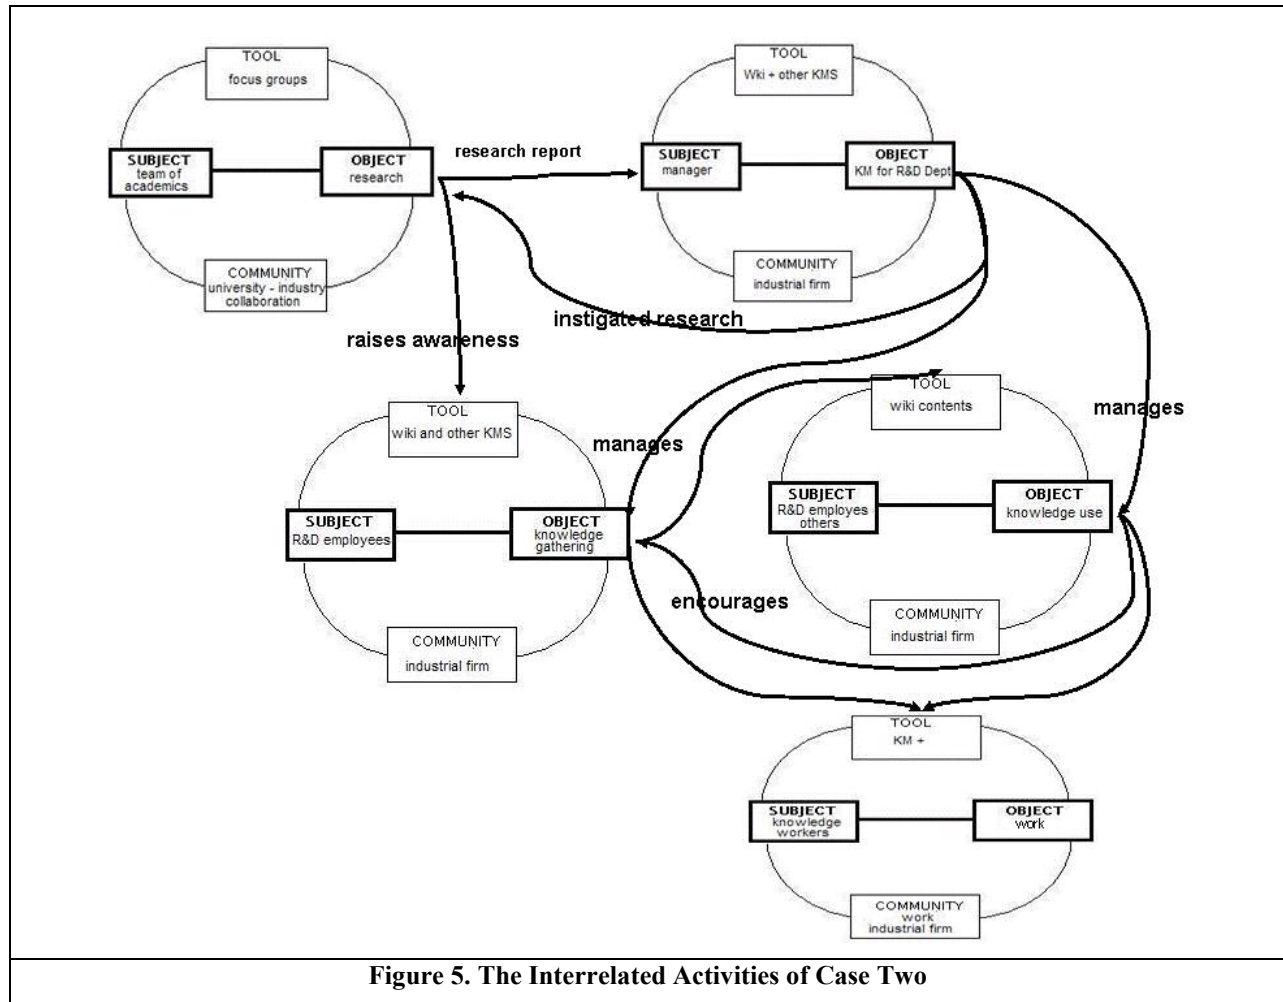 TOOL
focus groups
SUBJECT
team of
academics
OBJECT
research
COMMUNITY
university - industry
collaboration
research report
TOOL
Wki + other KMS
SUBJECT
manager
OBJECT
KM for R&D Dept
COMMUNITY
industrial firm
instigated research
raises awareness
manages
manages
TOOL
wiki and other KMS
SUBJECT
R&D employees
OBJECT
knowledge
gathering
COMMUNITY
industrial firm
TOOL
wiki contents
SUBJECT
R&D employes
others
OBJECT
knowledge use
COMMUNITY
industrial firm
encourages
TOOL
KM +
SUBJECT
knowledge
workers
OBJECT
work
COMMUNITY
work
industrial firm
Figure 5. The Interrelated Activities of Case Two